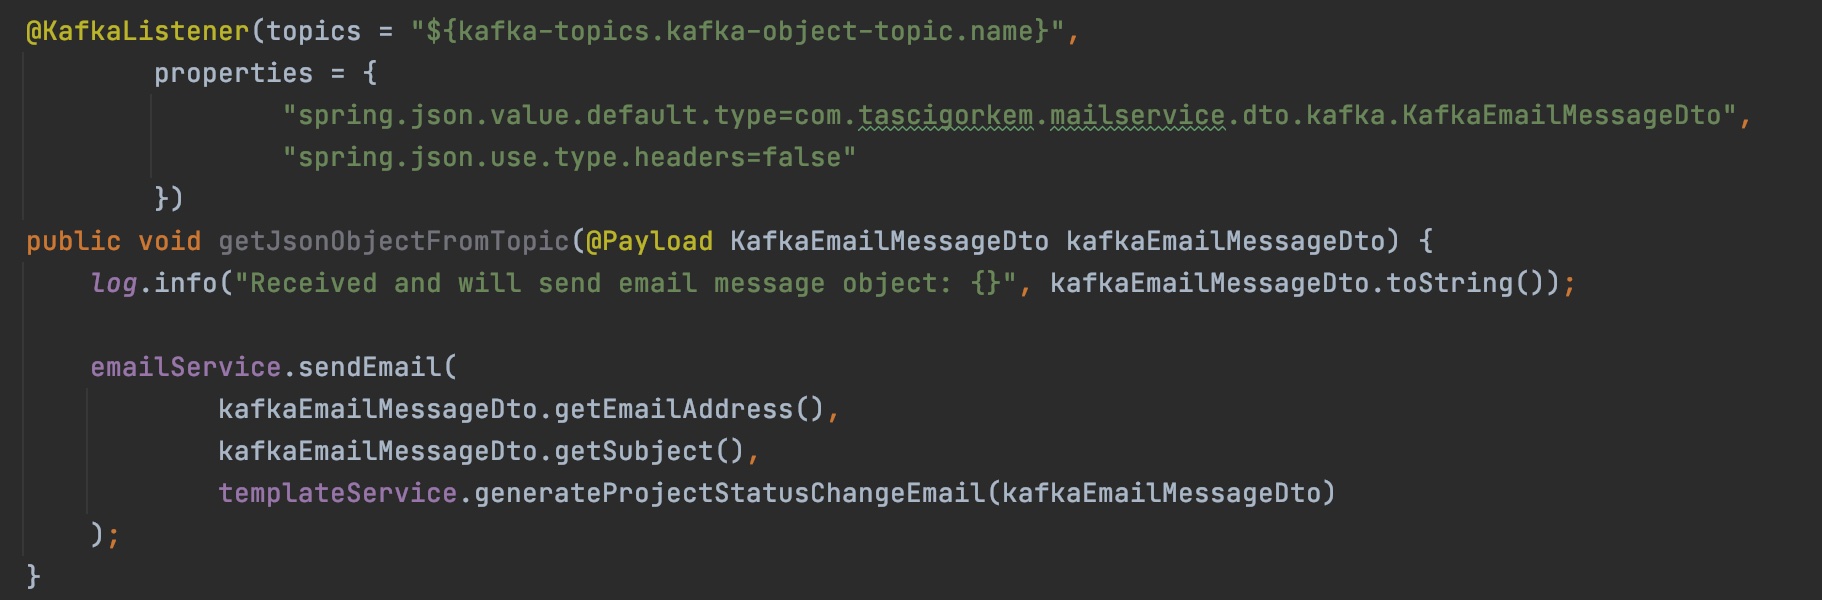 @KafkaListener(topics = "${kafka-topics.kafka-object-topic.name}",
properties = {
"spring.json.value.default.type=com.tascigorkem.mailservice.dto.kafka.KafkaEmailMessageDto",
"spring.json.use.type.headers=false"
})
public void getJsonObjectFromTopic(@Payload KafkaEmailMessageDto kafkaEmailMessageDto) {
log.info("Received and will send email message object: {}", kafkaEmailMessageDto.toString());
emailService.sendEmail(
kafkaEmailMessageDto.getEmailAddress(),
kafkaEmailMessageDto.getSubject(),
templateService.generateProjectStatusChangeEmail(kafkaEmailMessageDto)
);
}